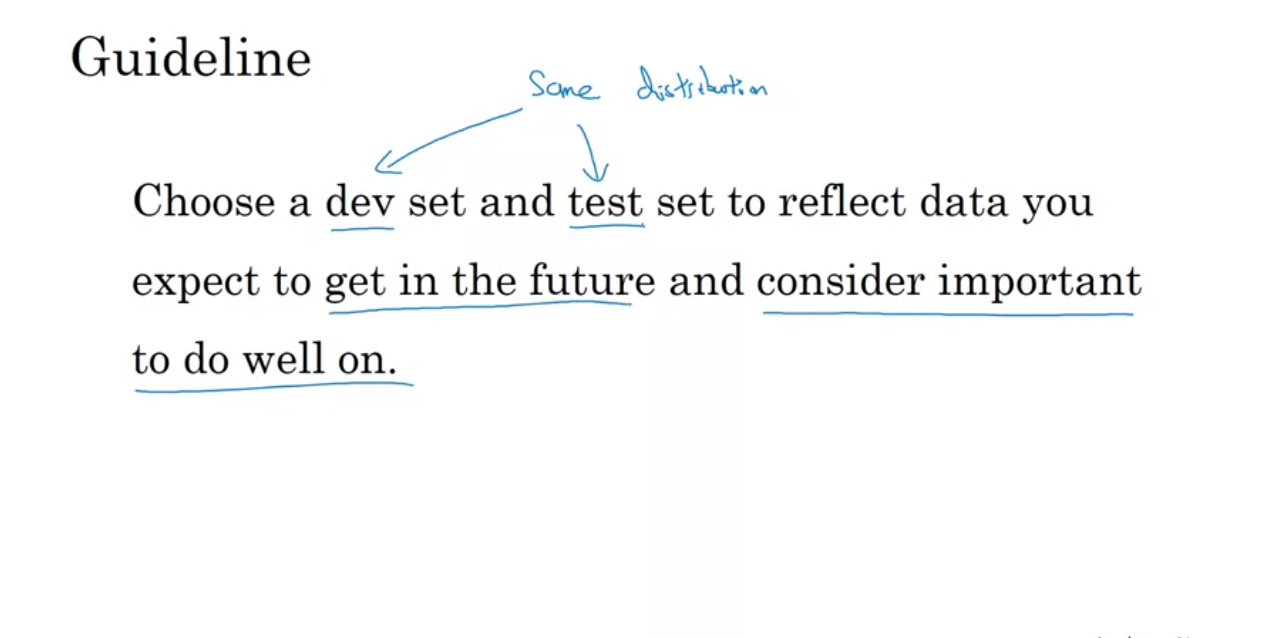 Guideline
Same distribution
Choose a dev set and test set to reflect data you
expect to get in the future and consider important
to do well on.